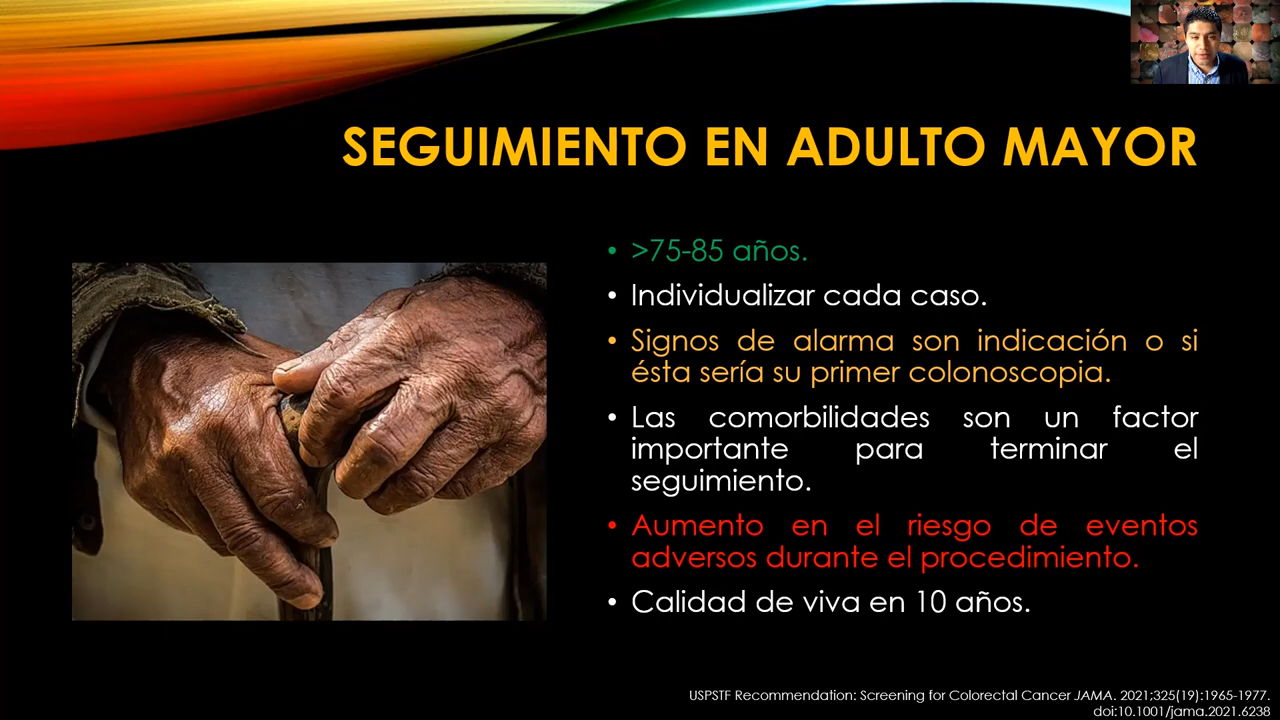 SEGUIMIENTO EN ADULTO MAYOR
• >75-85 años.
• Individualizar cada caso.
• Signos de alarma son indicación o si
ésta sería su primer colonoscopia.
• Las comorbilidades son un factor
importante para terminar el
seguimiento.
• Aumento en el riesgo de eventos
adversos durante el procedimiento.
• Calidad de viva en 10 años.
USPSTF Recommendation: Screening for Colorectal Cancer JAMA. 2021;325(19):1965-1977.
doi:10.1001/jama.2021.6238